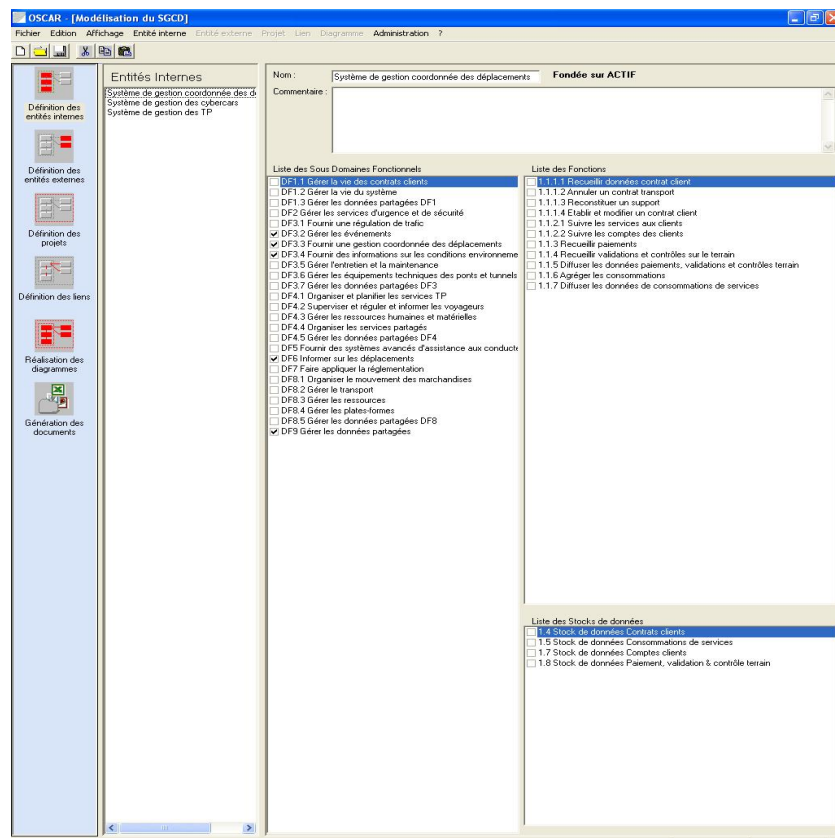 OSCAR - [Modélisation du SGCD]
Fichier Edition Affichage Entité interne Entité externe Projet Lien Diagramme Administration ?
Définition des
entités internes
Définition des
entités externes
Définition des
projets
Définition des liens
Réalisation des
diagrammes
Génération des
documents
Entités Internes
Système de gestion coordonnée des d
Système de gestion des cybercars
Système de gestion des TP
Nom : Système de gestion coordonnée des déplacements Fondée sur ACTIF
Commentaire :
Liste des Sous Domaines Fonctionnels
DF1.1 Gérer la vie des contrats clients
DF1.2 Gérer la vie du système
DF1.3 Gérer les données partagées DF1
DF2 Gérer les services d'urgence et de sécurité
DF3.1 Fournir une régulation de trafic
DF3.2 Gérer les événements
DF3.3 Fournir une gestion coordonnée des déplacements
DF3.4 Fournir des informations sur les conditions environneme
DF3.5 Gérer l'entretien et la maintenance
DF3.6 Gérer les équipements techniques des ponts et tunnels
DF3.7 Gérer les données partagées DF3
DF4.1 Organiser et planifier les services TP
DF4.2 Superviser et réguler et informer les voyageurs
DF4.3 Gérer les ressources humaines et matérielles
DF4.4 Organiser les services partagés
DF4.5 Gérer les données partagées DF4
DF5 Fournir des systèmes avancés d'assistance aux conducte
DF6 Informer sur les déplacements
DF7 Faire appliquer la réglementation
DF8.1 Organiser le mouvement des marchandises
DF8.2 Gérer le transport
DF8.3 Gérer les ressources
DF8.4 Gérer les plates-formes
DF8.5 Gérer les données partagées DF8
DF9 Gérer les données partagées
Liste des Fonctions
1.1.1.1 Recueillir données contrat client
1.1.1.2 Annuler un contrat transport
1.1.1.3 Reconstituer un support
1.1.1.4 Etablir et modifier un contrat client
1.1.2.1 Suivre les services aux clients
1.1.2.2 Suivre les comptes des clients
1.1.3 Recueillir paiements
1.1.4 Recueillir validations et contrôles sur le terrain
1.1.5 Diffuser les données paiements, validations et contrôles terrain
1.1.6 Agréger les consommations
1.1.7 Diffuser les données de consommations de services
Liste des Stocks de données
1.4 Stock de données Contrats clients
1.5 Stock de données Consommations de services
1.7 Stock de données Comptes clients
1.8 Stock de données Paiement, validation & contrôle terrain